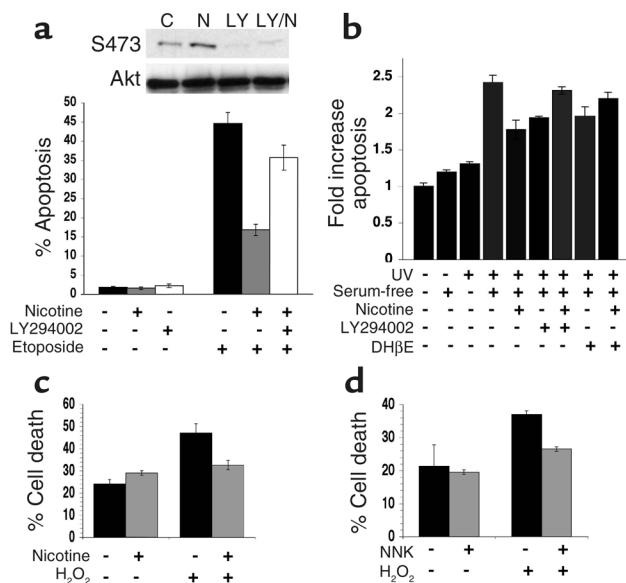 a
C N LY LY/N
S473
Akt
% Apoptosis
50
45
40
35
30
25
20
15
10
5
0
Nicotine - + - - + +
LY294002 - - + - - +
Etoposide - - - + + +
b
Fold increase apoptosis
2.5
2
1.5
1
0.5
0
UV - - + + + + + + +
Serum-free - + - + + + + + +
Nicotine - - - - + - + - +
LY294002 - - - - - + + - -
DHβE - - - - - - - + +
c
% Cell death
60
50
40
30
20
10
0
Nicotine - + - +
H₂O₂ - - + +
d
% Cell death
40
30
20
10
0
NNK - + - +
H₂O₂ - - + +